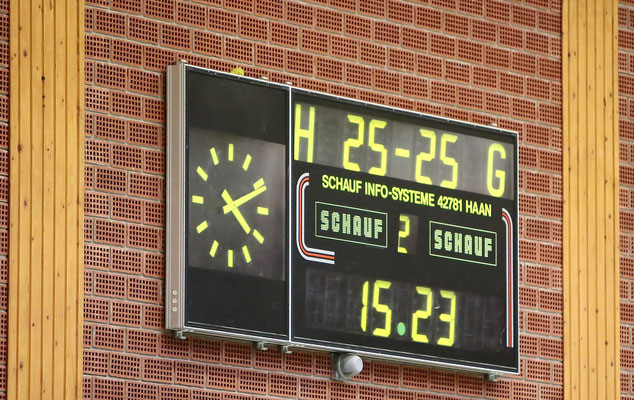 H 25-25 G
SCHAUF INFO-SYSTEME 42781 HAAN
SCHAUF 2 SCHAUF
15.23